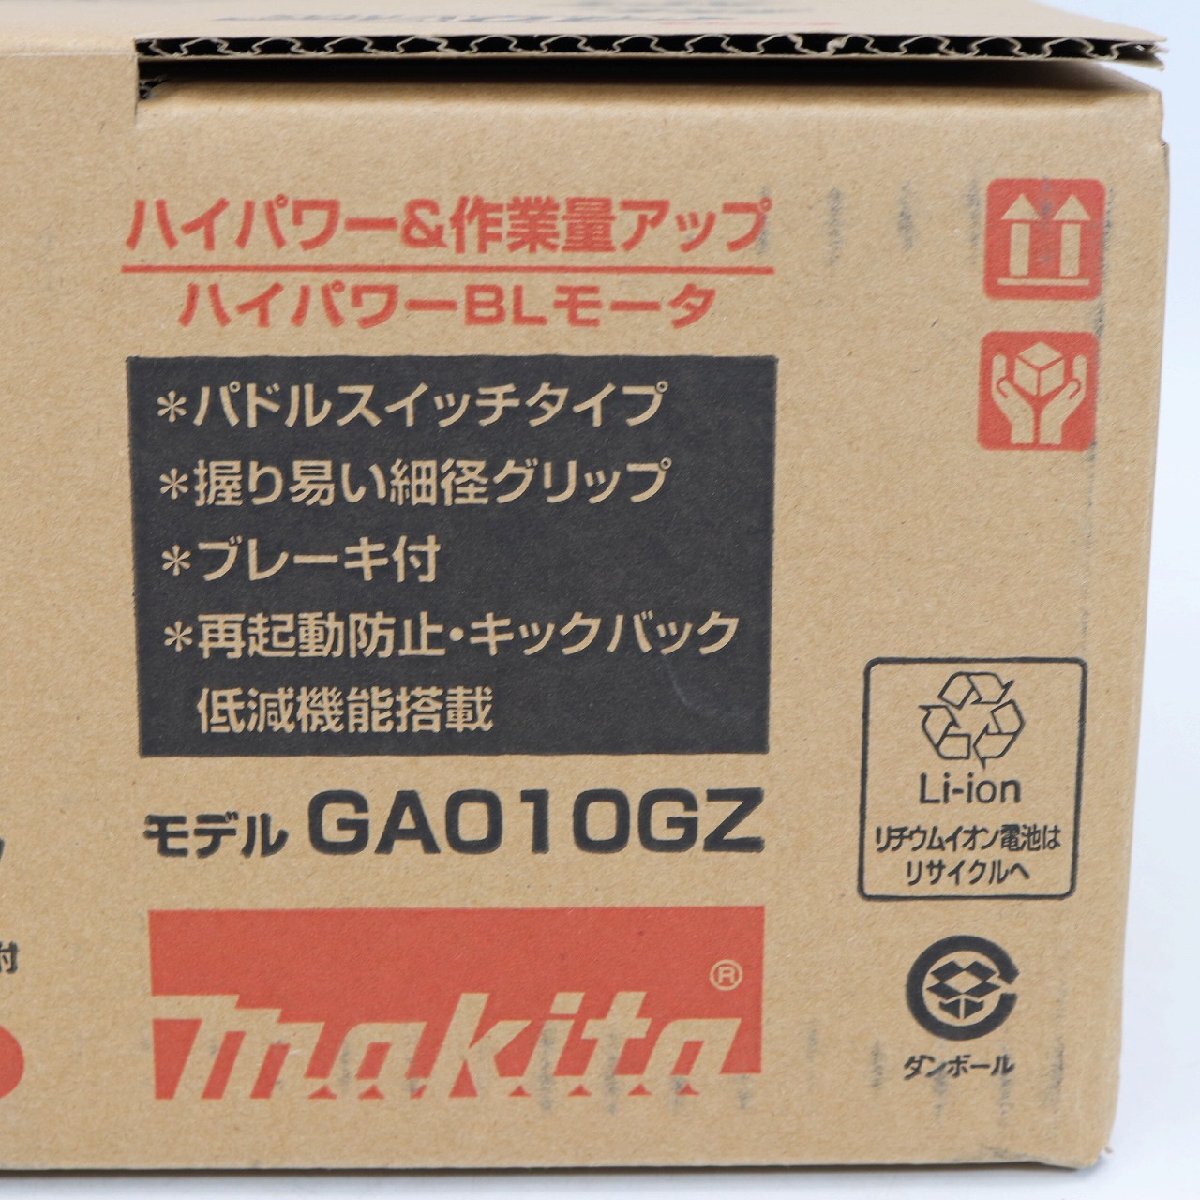 ハイパワー&作業量アップ
ハイパワーBLモータ
*パドルスイッチタイプ
*握り易い細径グリップ
*ブレーキ付
*再起動防止・キックバック
低減機能搭載
モデル GA010GZ
makita®
Li-ion
リチウムイオン電池は
リサイクルへ
ダンボール
付